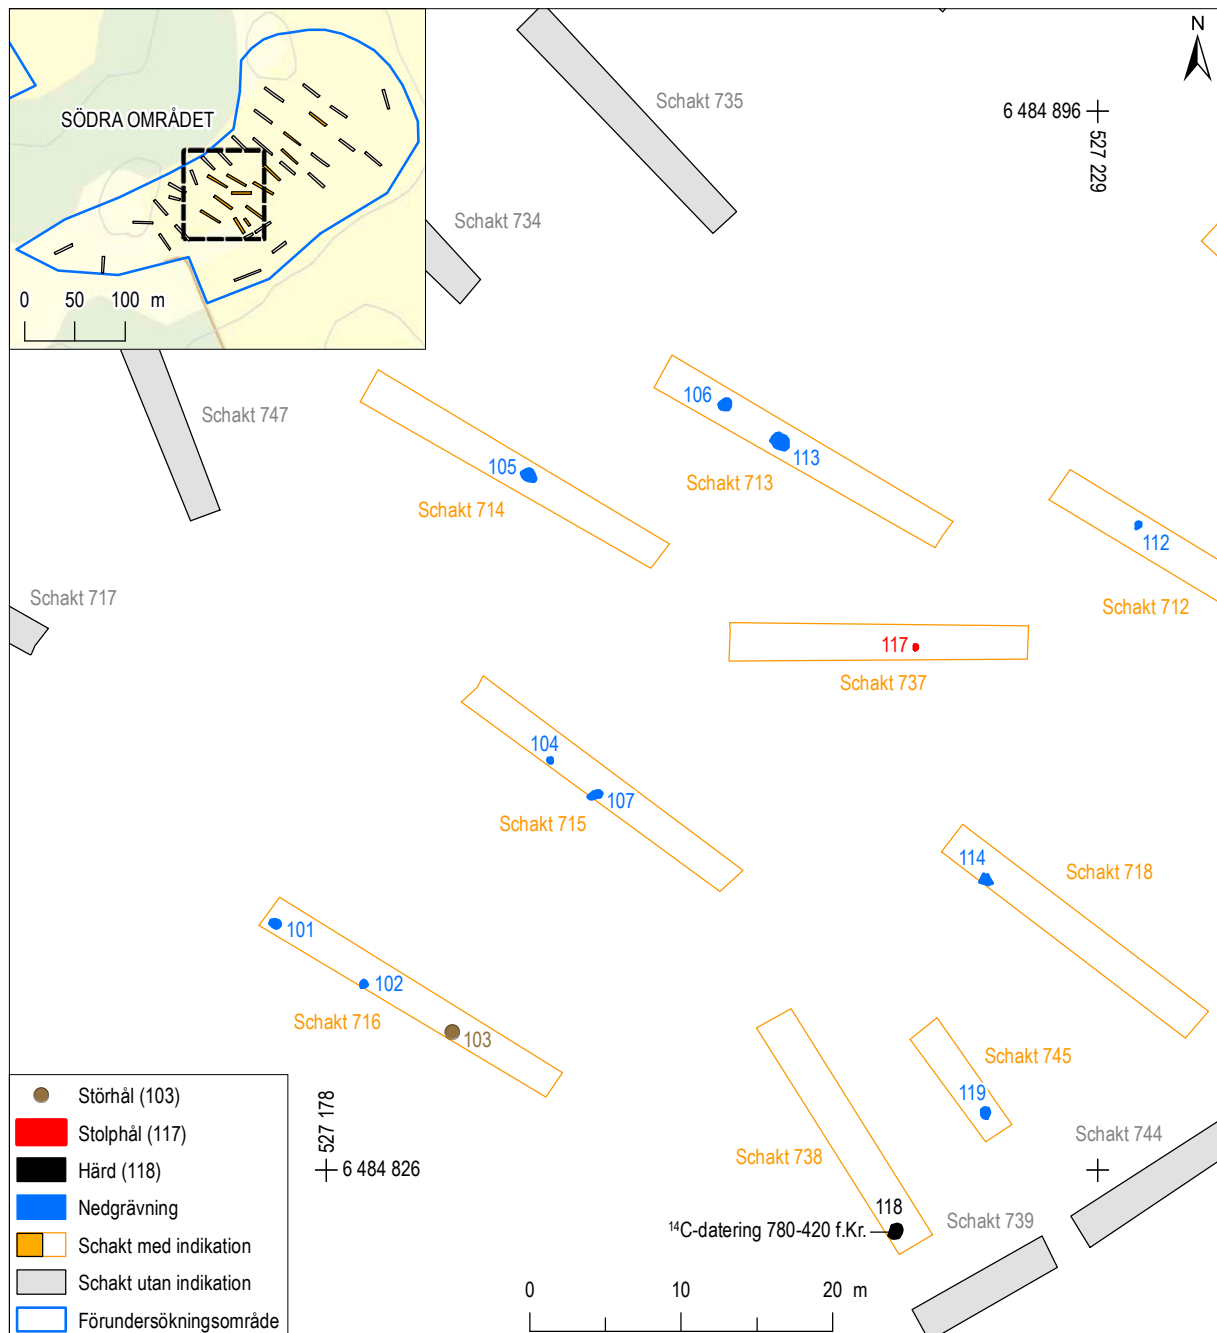 SÖDRA OMRÅDET
0 50 100 m
N
6 484 896
527 229
Schakt 735
Schakt 734
Schakt 747
106
113
Schakt 713
105
Schakt 714
112
Schakt 712
Schakt 717
117
Schakt 737
104
107
Schakt 715
114
Schakt 718
101
102
103
Schakt 716
Schakt 745
119
Schakt 744
Schakt 738
118
¹⁴C-datering 780-420 f.Kr.
Schakt 739
527 178
6 484 826
Störhål (103)
Stolphål (117)
Härd (118)
Nedgrävning
Schakt med indikation
Schakt utan indikation
Förundersökningsområde
0 10 20 m